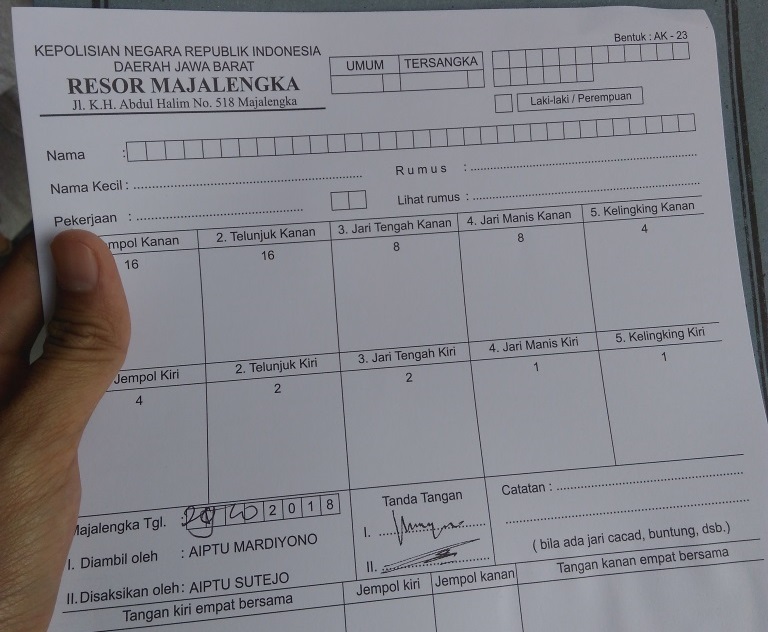 Bentuk : AK - 23
KEPOLISIAN NEGARA REPUBLIK INDONESIA
DAERAH JAWA BARAT
RESOR MAJALENGKA
Jl. K.H. Abdul Halim No. 518 Majalengka
UMUM TERSANGKA
Laki-laki / Perempuan
Nama :
Nama Kecil : Rumus :
Pekerjaan : Lihat rumus :
Kanan 2. Telunjuk Kanan 3. Jari Tengah Kanan 4. Jari Manis Kanan 5. Kelingking Kanan
16 16 8 8 4
Jempol Kiri 2. Telunjuk Kiri 3. Jari Tengah Kiri 4. Jari Manis Kiri 5. Kelingking Kiri
4 2 2 1 1
Majalengka Tgl. : 2018 Tanda Tangan Catatan :
I. Diambil oleh : AIPTU MARDIYONO I.
II. Disaksikan oleh : AIPTU SUTEJO II. ( bila ada jari cacad, buntung, dsb.)
Tangan kiri empat bersama Jempol kiri Jempol kanan Tangan kanan empat bersama